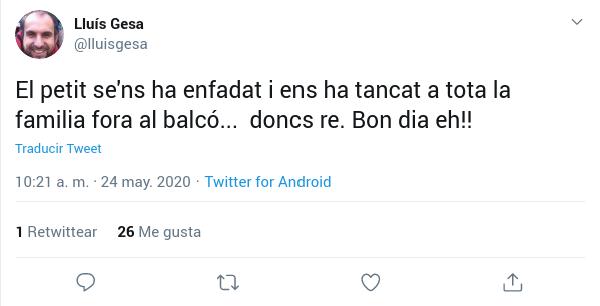 Lluís Gesa
@lluisgesa
El petit se'ns ha enfadat i ens ha tancat a tota la
familia fora al balcó... doncs re. Bon dia eh!!
Traducir Tweet
10:21 a. m. · 24 may. 2020 · Twitter for Android
1 Retwittear 26 Me gusta